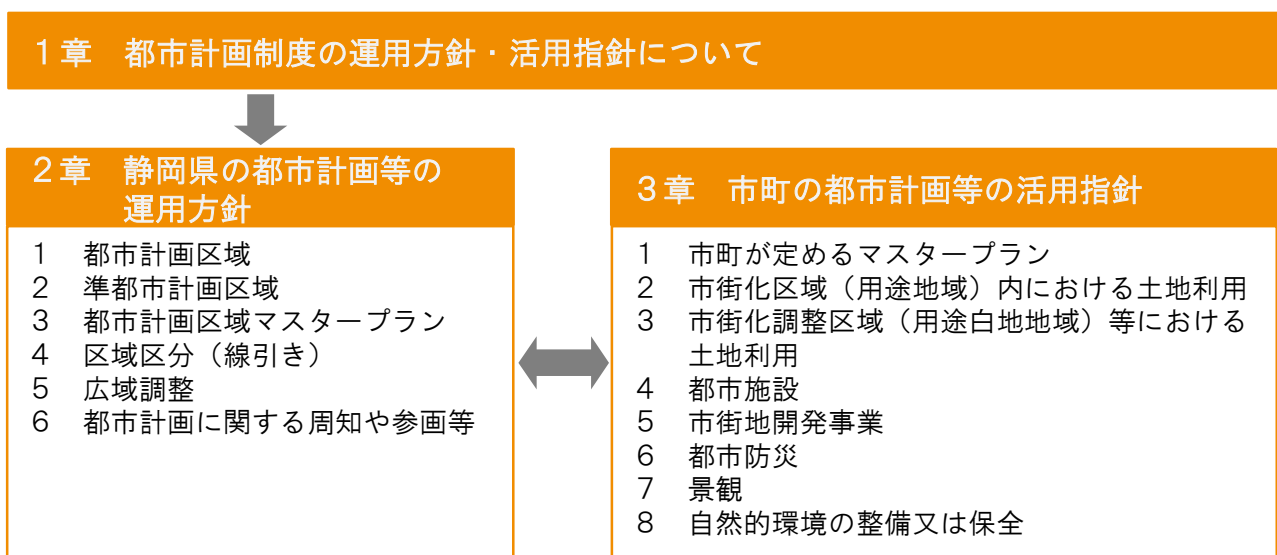 １章　都市計画制度の運用方針・活用指針について
２章　静岡県の都市計画等の
運用方針
１　都市計画区域
２　準都市計画区域
３　都市計画区域マスタープラン
４　区域区分（線引き）
５　広域調整
６　都市計画に関する周知や参画等
３章　市町の都市計画等の活用指針
１　市町が定めるマスタープラン
２　市街化区域（用途地域）内における土地利用
３　市街化調整区域（用途白地地域）等における
土地利用
４　都市施設
５　市街地開発事業
６　都市防災
７　景観
８　自然的環境の整備又は保全